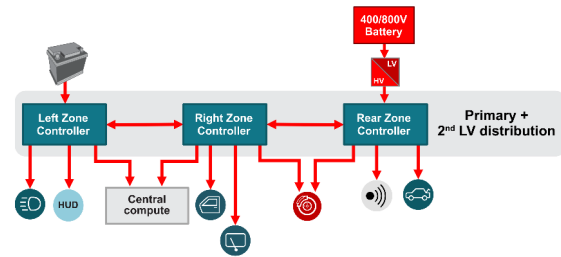 400/800V
Battery
LV
HV
Left Zone
Controller
Right Zone
Controller
Rear Zone
Controller
Primary +
2nd LV distribution
HUD
Central
compute